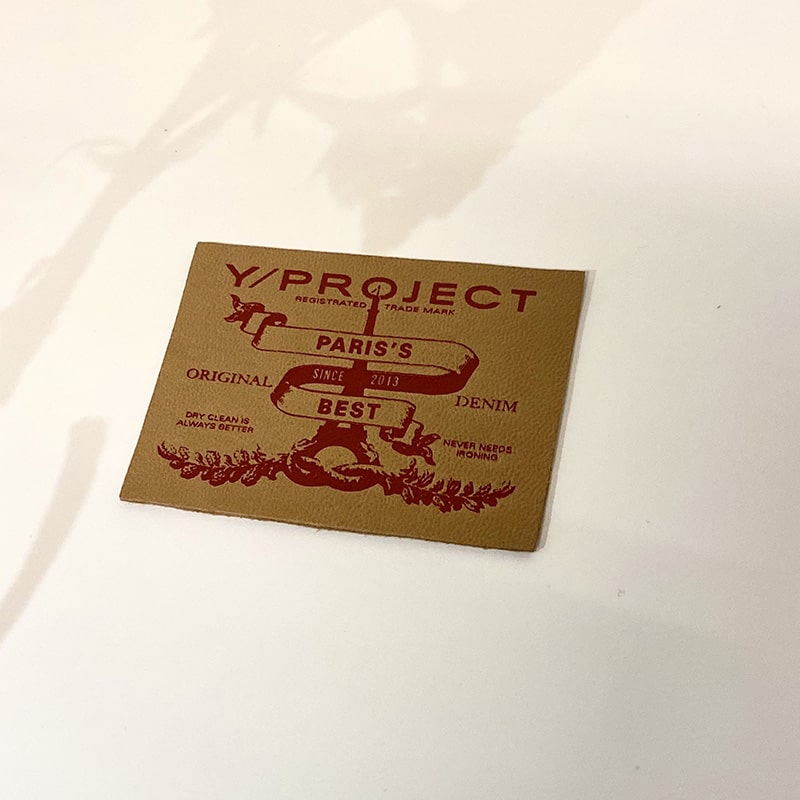 Y/PROJECT
REGISTRATED TRADE MARK
PARIS'S
SINCE 2013
ORIGINAL DENIM
BEST
DRY CLEAN IS
ALWAYS BETTER
NEVER NEEDS
IRONING